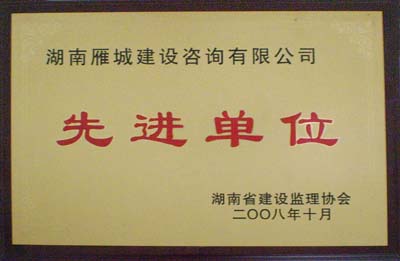 湖南雁城建设咨询有限公司
先进单位
湖南省建设监理协会
二〇〇八年十月